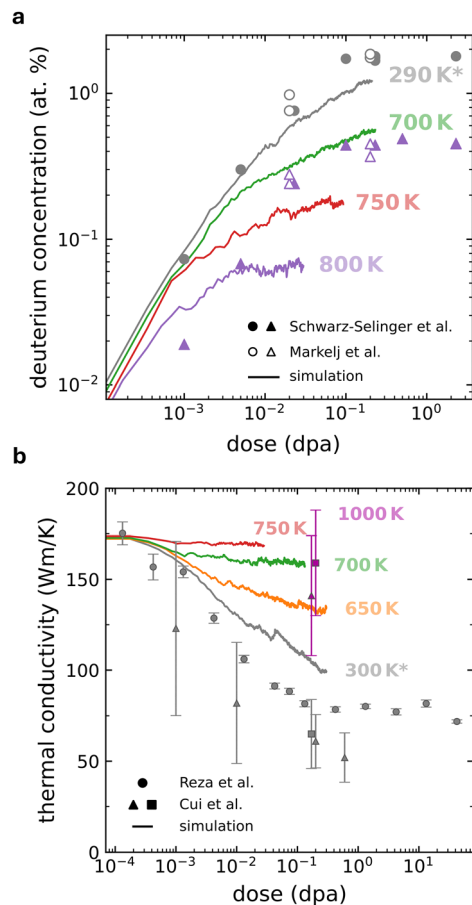 a
deuterium concentration (at. %)
10⁰
10⁻¹
10⁻²
290 K*
700 K
750 K
800 K
Schwarz-Selinger et al.
Markelj et al.
simulation
10⁻³ 10⁻² 10⁻¹ 10⁰
dose (dpa)
b
thermal conductivity (Wm/K)
200
150
100
50
0
1000 K
750 K
700 K
650 K
300 K*
Reza et al.
Cui et al.
simulation
10⁻⁴ 10⁻³ 10⁻² 10⁻¹ 10⁰ 10¹
dose (dpa)